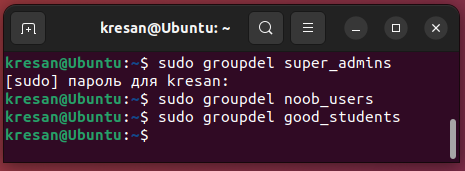 kresan@Ubuntu: ~
kresan@Ubuntu:~$ sudo groupdel super_admins
[sudo] пароль для kresan:
kresan@Ubuntu:~$ sudo groupdel noob_users
kresan@Ubuntu:~$ sudo groupdel good_students
kresan@Ubuntu:~$